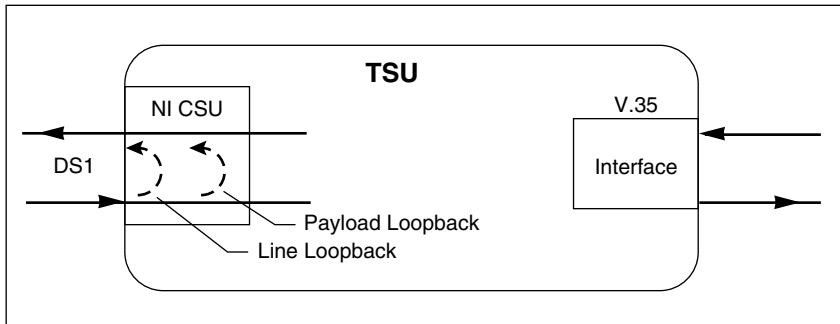 TSU
NI CSU
V.35
DS1
Interface
Payload Loopback
Line Loopback